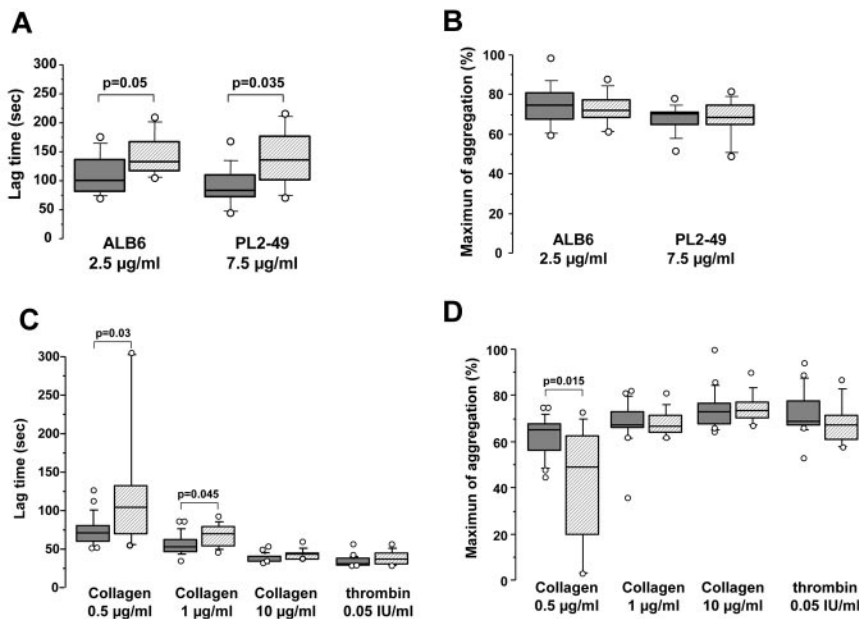 A
Lag time (sec)
300
250
200
150
100
50
0
p=0.05
p=0.035
ALB6
2.5 µg/ml
PL2-49
7.5 µg/ml
B
Maximun of aggregation (%)
100
80
60
40
20
0
ALB6
2.5 µg/ml
PL2-49
7.5 µg/ml
C
Lag time (sec)
300
250
200
150
100
50
0
p=0.03
p=0.045
Collagen
0.5 µg/ml
Collagen
1 µg/ml
Collagen
10 µg/ml
thrombin
0.05 IU/ml
D
Maximun of aggregation (%)
100
80
60
40
20
0
p=0.015
Collagen
0.5 µg/ml
Collagen
1 µg/ml
Collagen
10 µg/ml
thrombin
0.05 IU/ml